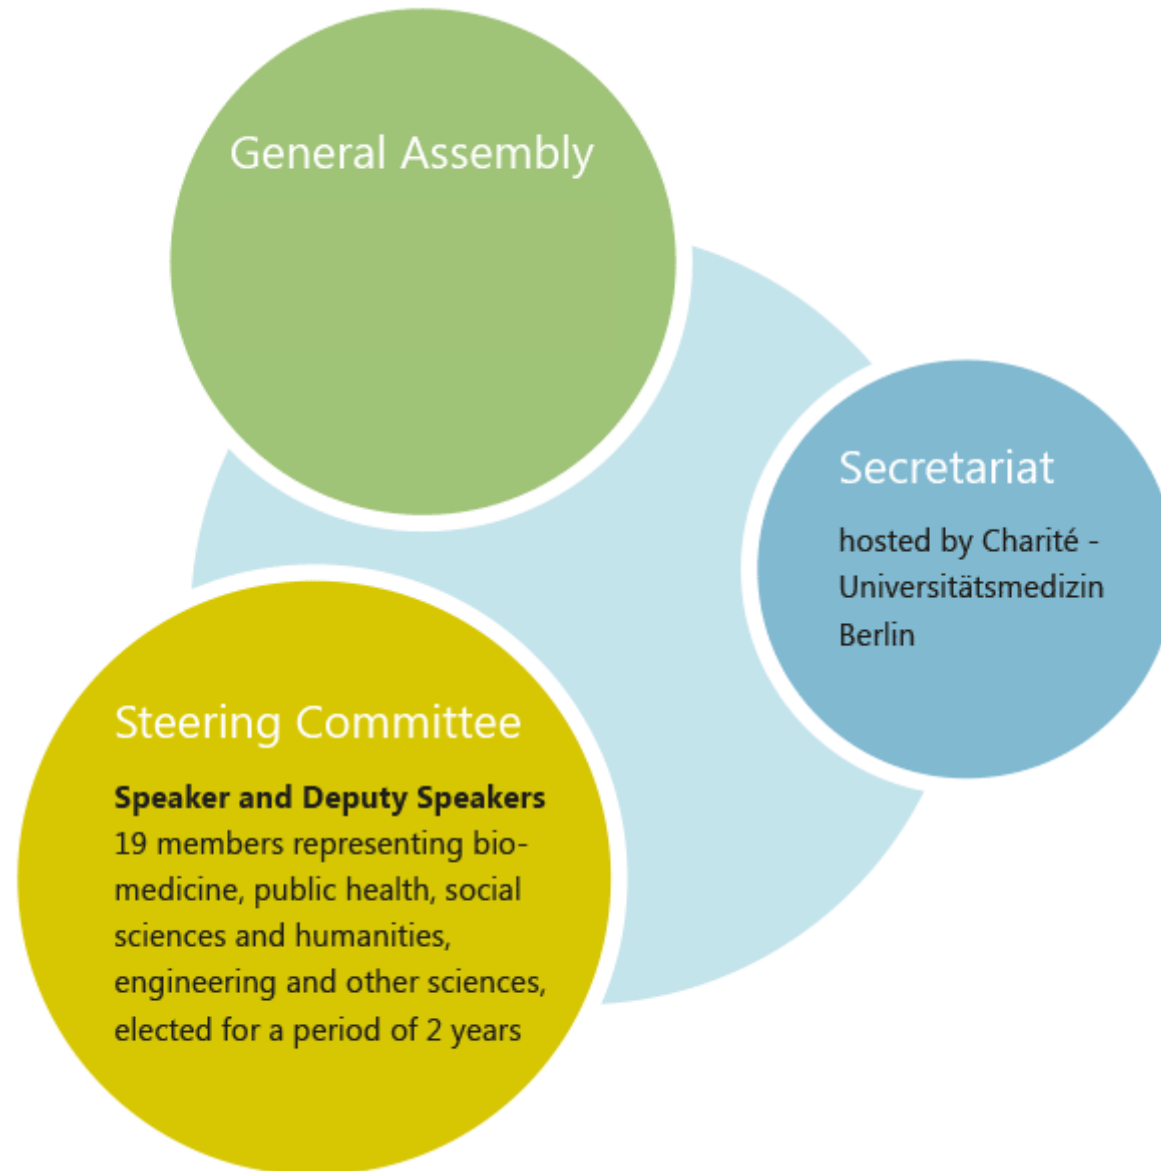 General Assembly
Secretariat
hosted by Charité -
Universitätsmedizin
Berlin
Steering Committee
Speaker and Deputy Speakers
19 members representing bio-
medicine, public health, social
sciences and humanities,
engineering and other sciences,
elected for a period of 2 years